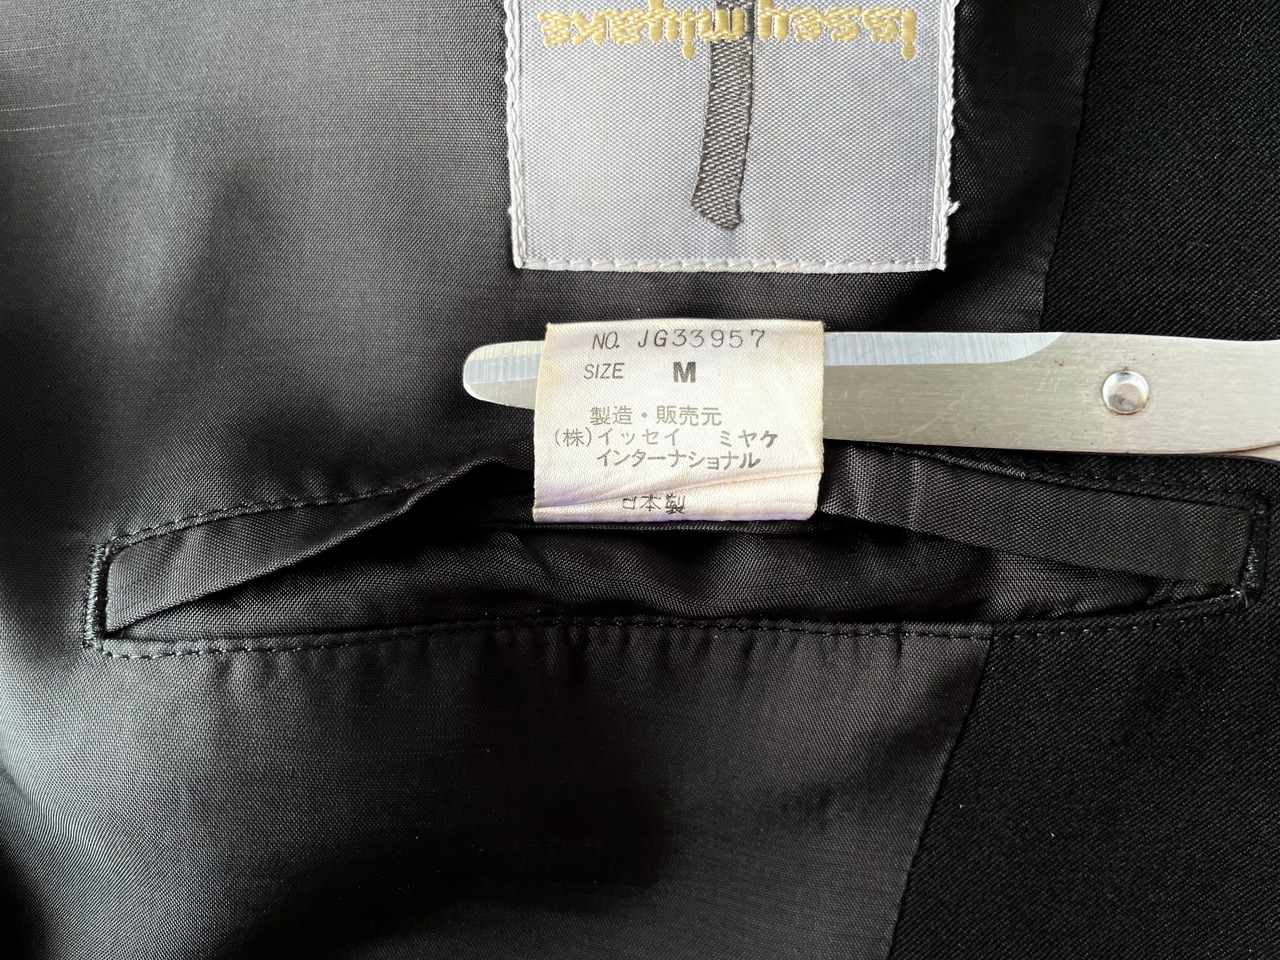 issey miyake
NO. JG33957
SIZE M
製造・販売元
(株)イッセイ ミヤケ
インターナショナル
日本製